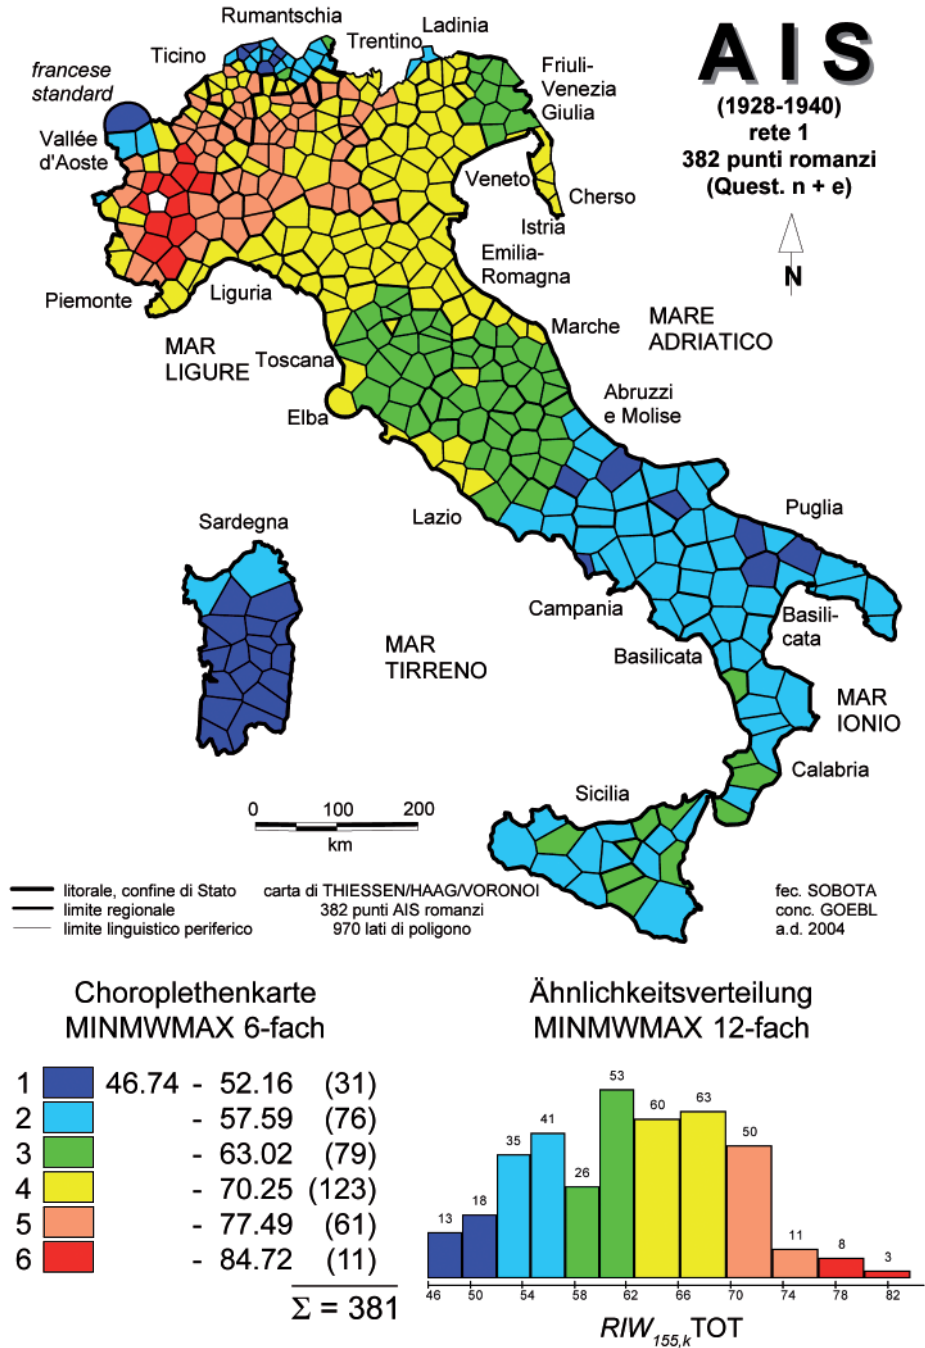 Rumantschia
Ladinia
Ticino
Trentino
francese
standard
Friuli-
Venezia
Giulia
Vallée
d'Aoste
Veneto
Cherso
Istria
Emilia-
Romagna
Piemonte
Liguria
AIS
(1928-1940)
rete 1
382 punti romanzi
(Quest. n + e)
N
MAR
LIGURE
Toscana
Marche
MARE
ADRIATICO
Elba
Abruzzi
e Molise
Lazio
Puglia
Sardegna
Campania
Basili-
cata
Basilicata
MAR
TIRRENO
MAR
IONIO
Calabria
Sicilia
0 100 200
km
litorale, confine di Stato
limite regionale
limite linguistico periferico
carta di THIESSEN/HAAG/VORONOI
382 punti AIS romanzi
970 lati di poligono
fec. SOBOTA
conc. GOEBL
a.d. 2004
Choroplethenkarte
MINMWMAX 6-fach
1 46.74 - 52.16 (31)
2 - 57.59 (76)
3 - 63.02 (79)
4 - 70.25 (123)
5 - 77.49 (61)
6 - 84.72 (11)
Σ = 381
Ähnlichkeitsverteilung
MINMWMAX 12-fach
13 18 35 41 26 53 60 63 50 11 8 3
46 50 54 58 62 66 70 74 78 82
RIW155,kTOT